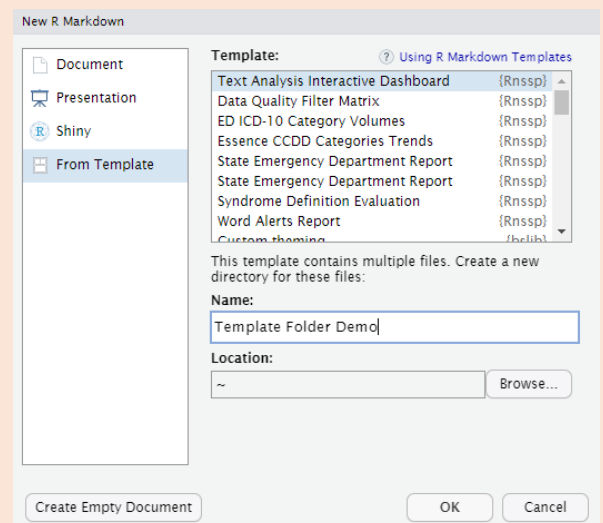 New R Markdown
Document
Presentation
R Shiny
From Template
Template:
? Using R Markdown Templates
Text Analysis Interactive Dashboard {Rnssp}
Data Quality Filter Matrix {Rnssp}
ED ICD-10 Category Volumes {Rnssp}
Essence CCDD Categories Trends {Rnssp}
State Emergency Department Report {Rnssp}
State Emergency Department Report {Rnssp}
Syndrome Definition Evaluation {Rnssp}
Word Alerts Report {Rnssp}
Custom theming {bslib}
This template contains multiple files. Create a new
directory for these files:
Name:
Template Folder Demo
Location:
~
Browse...
Create Empty Document
OK
Cancel